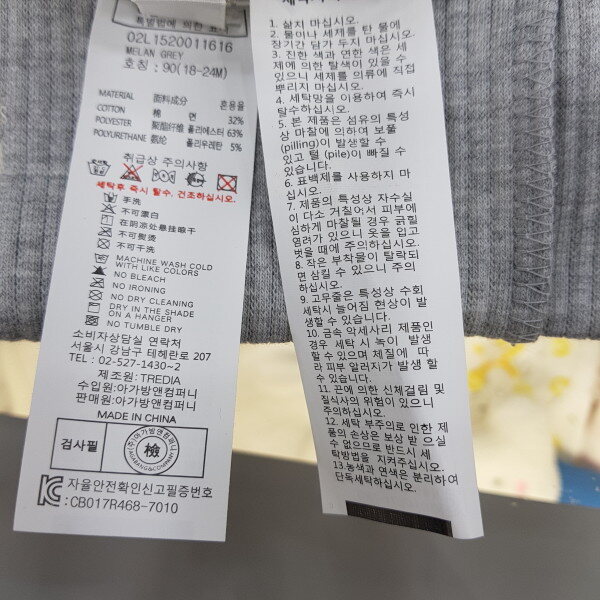 특별법에 의한 표
02L1520011616
MELAN GREY
호칭 : 90(18-24M)
MATERIAL 面料成分 혼용율
COTTON 棉 면 32%
POLYESTER 聚酯纤维 폴리에스터 63%
POLYURETHANE 氨纶 폴리우레탄 5%
취급상 주의사항
세탁후 즉시 탈수, 건조하십시오.
手洗
不可漂白
在阴凉处悬挂晾干
不可熨烫
不可干洗
MACHINE WASH COLD
WITH LIKE COLORS
NO BLEACH
NO IRONING
NO DRY CLEANING
DRY IN THE SHADE
ON A HANGER
NO TUMBLE DRY
소비자상담실 연락처
서울시 강남구 테헤란로 207
TEL : 02-527-1430~2
제조원: TREDIA
수입원:아가방앤컴퍼니
판매원:아가방앤컴퍼니
MADE IN CHINA
검사필
檢
자율안전확인신고필증번호
:CB017R468-7010
1. 삶지 마십시오.
2. 물이나 세제를 탄 물에
장기간 담가 두지 마십시오.
3. 진한 색과 연한 색은 세
제에 의한 탈색이 있을 수
있으니 세제를 의류에 직접
뿌리지 마십시오.
4. 세탁망을 이용하여 즉시
탈수하십시오.
5. 본 제품은 섬유의 특성
상 마찰에 의하여 보풀
(pilling)이 발생할 수
있고 털 (pile)이 빠질 수
있습니다.
6. 표백제를 사용하지 마
십시오.
7. 제품의 특성상 자수실
이 다소 거칠어서 피부에
심하게 마찰될 경우 긁힐
염려가 있으니 옷을 입고
벗을 때에 주의하십시오.
8. 작은 부착물이 탈락되
면 삼킬 수 있으니 주의
하십시오.
9. 고무줄은 특성상 수회
세탁시 늘어짐 현상이 발
생할 수 있습니다.
10. 금속 악세사리 제품인
경우 세탁시 녹이 발생
할 수 있으며 체질에 따
라 피부 알러지가 발생 할
수 있습니다.
11. 끈에 의한 신체걸림 및
질식사의 위험이 있으니
주의하십시오.
12. 세탁 부주의로 인한 제
품의 손상은 보상 받 으실
수 없으므로 반드시 세
탁방법을 지켜주십시오.
13.농색과 연색은 분리하여
단독세탁하십시오.